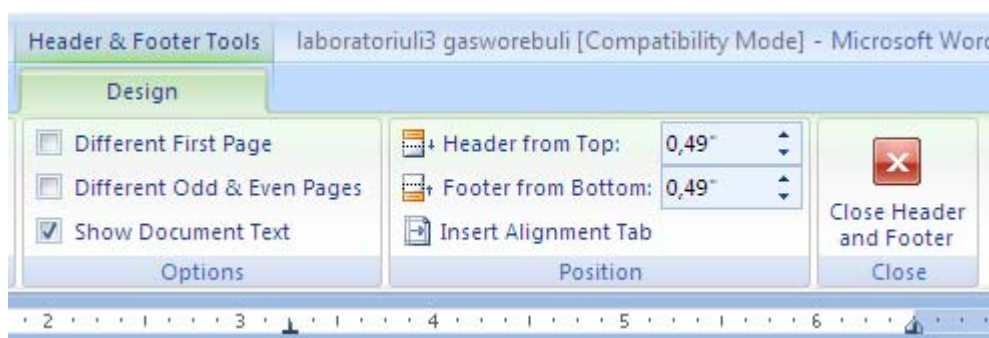 Header & Footer Tools laboratoriuli3 gasworebuli [Compatibility Mode] - Microsoft Wor
Design
Different First Page
Different Odd & Even Pages
Show Document Text
Options
Header from Top: 0,49"
Footer from Bottom: 0,49"
Insert Alignment Tab
Position
Close Header
and Footer
Close
2 3 4 5 6